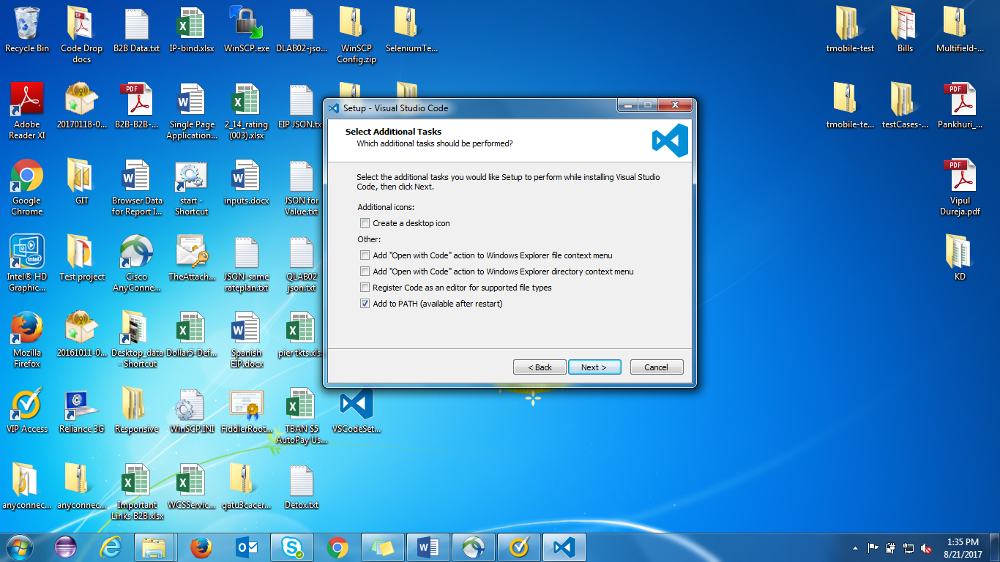 Recycle Bin
Code Drop
docs
B2B Data.txt
IP-bind.xlsx
WinSCP.exe
DLAB02-jso...
WinSCP
Config.zip
SeleniumTe...
tmobile-test
Bills
Multifield-...
Adobe
Reader XI
20170118-0...
B2B-B2B-...
Single Page
Application...
2_14_rating
(003).xlsx
EIP JSON.tx
tmobile-te...
testCases-...
Pankhuri_...
Google
Chrome
GIT
Browser Data
for Report I...
start -
Shortcut
inputs.docx
JSON for
Value.txt
Vipul
Dureja.pdf
Intel® HD
Graphic...
Test project
Cisco
AnyConne...
TheAttach...
JSON-same
rateplan.txt
QLAB02
json.txt
KD
Mozilla
Firefox
20161011-0...
Desktop_data
- Shortcut
Dollar5-Def...
Spanish
EIP.docx
pier tkts.xls
VIP Access
Reliance 3G
Responsive
WinSCP.INI
FiddlerRoot...
TBAN $5
AutoPay Us...
VSCodeSet...
anyconnec...
anyconnec...
Important
Links B2B.xlsx
WCSServic...
qatu3cacer...
Detox.txt
Setup - Visual Studio Code
Select Additional Tasks
Which additional tasks should be performed?
Select the additional tasks you would like Setup to perform while installing Visual Studio
Code, then click Next.
Additional icons:
Create a desktop icon
Other:
Add "Open with Code" action to Windows Explorer file context menu
Add "Open with Code" action to Windows Explorer directory context menu
Register Code as an editor for supported file types
Add to PATH (available after restart)
< Back
Next >
Cancel
1:35 PM
8/21/2017